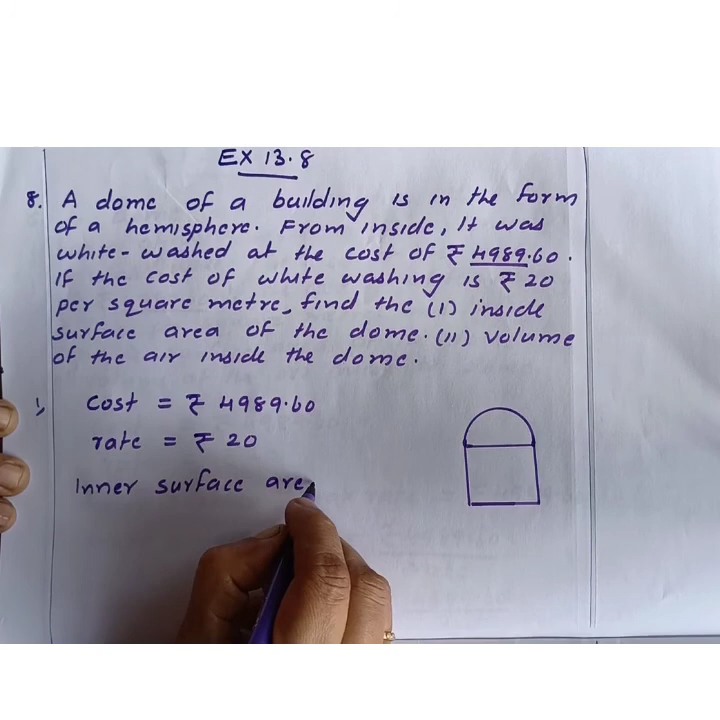 EX 13.8
8. A dome of a building is in the form
of a hemisphere. From inside, it was
white-washed at the cost of ₹ 4989.60.
If the cost of white washing is ₹ 20
per square metre, find the (i) inside
surface area of the dome. (ii) volume
of the air inside the dome.
Cost = ₹ 4989.60
rate = ₹ 20
Inner surface are